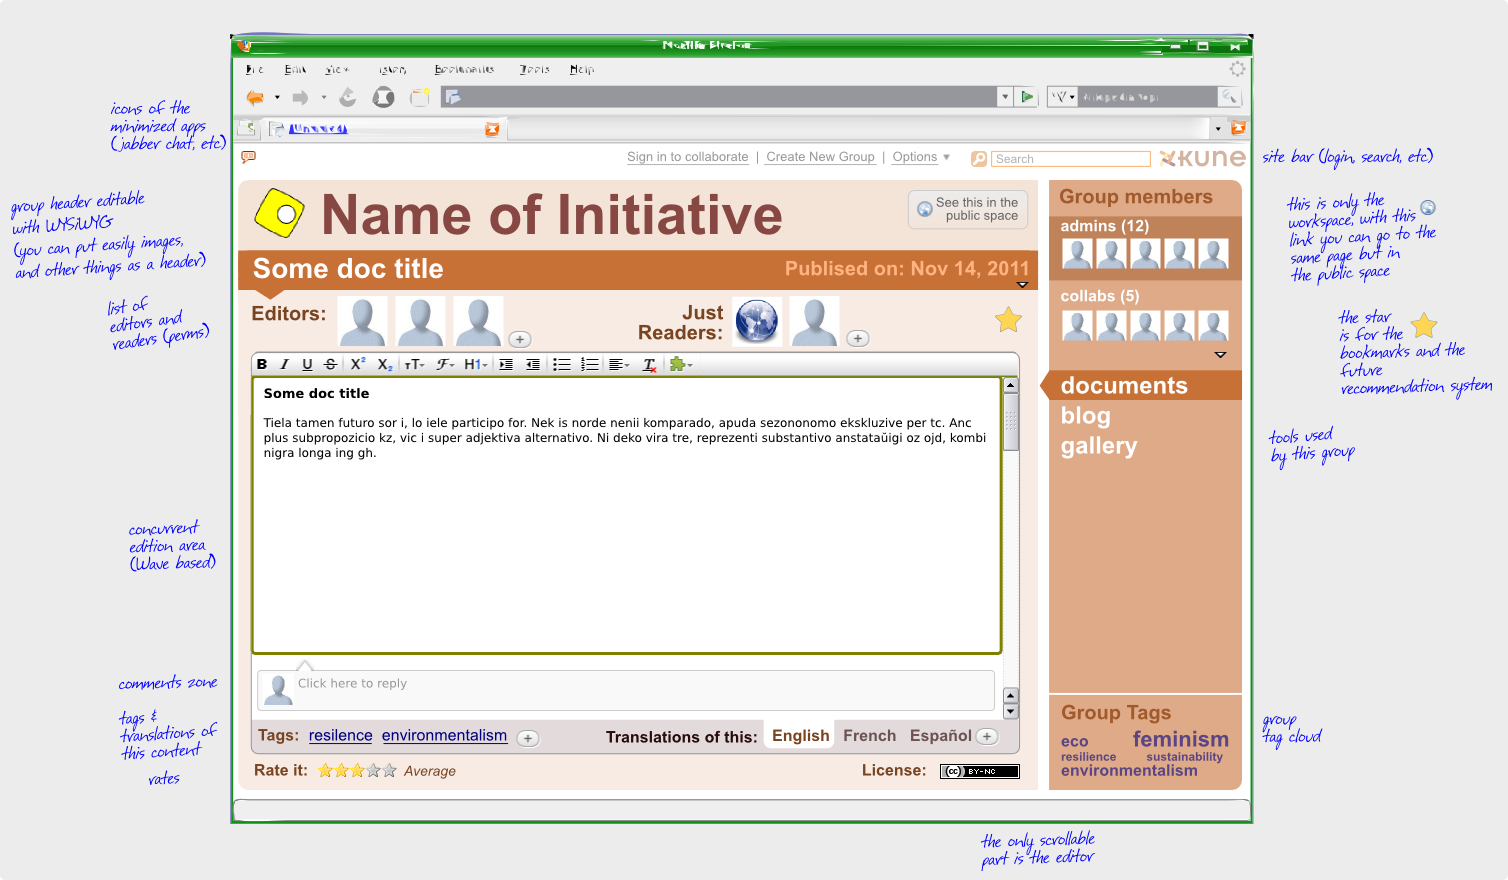 Mozilla Firefox
Edit View History Bookmarks Tools Help
icons of the
minimized apps
(jabber chat, etc)
Sign in to collaborate | Create New Group | Options
Search
kune
site bar (login, search, etc)
group header editable
with WYSIWYG
(you can put easily images,
and other things as a header)
Name of Initiative
See this in the
public space
Group members
admins (12)
this is only the
workspace, with this
link you can go to the
same page but in
the public space
Some doc title
Publised on: Nov 14, 2011
list of
editors and
readers (perms)
Editors:
Just
Readers:
collabs (5)
the star
is for the
bookmarks and the
future
recommendation system
B I U S X² X₂ TT F H1 T
Some doc title
Tiela tamen futuro sor i, lo iele participo for. Nek is norde nenii komparado, apuda sezononomo ekskluzive per tc. Anc
plus subpropozicio kz, vic i super adjektiva alternativo. Ni deko vira tre, reprezenti substantivo anstataŭigi oz ojd, kombi
nigra longa ing gh.
documents
blog
gallery
tools used
by this group
concurrent
edition area
(Wave based)
comments zone
Click here to reply
tags &
translations of
this content
rates
Tags: resilence environmentalism
Translations of this: English French Español
Rate it: Average
License: cc BY-NC
Group Tags
eco feminism
resilience sustainability
environmentalism
group
tag cloud
the only scrollable
part is the editor